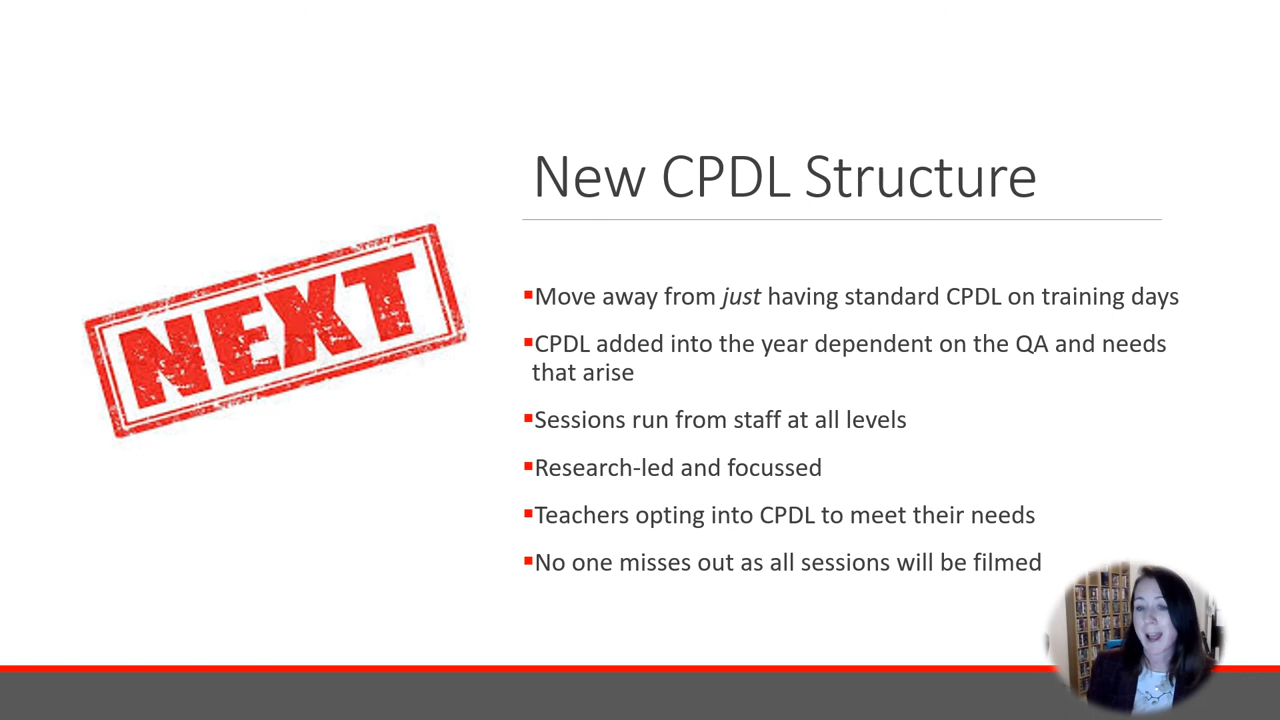 NEXT
New CPDL Structure
▪Move away from just having standard CPDL on training days
▪CPDL added into the year dependent on the QA and needs
that arise
▪Sessions run from staff at all levels
▪Research-led and focussed
▪Teachers opting into CPDL to meet their needs
▪No one misses out as all sessions will be filmed